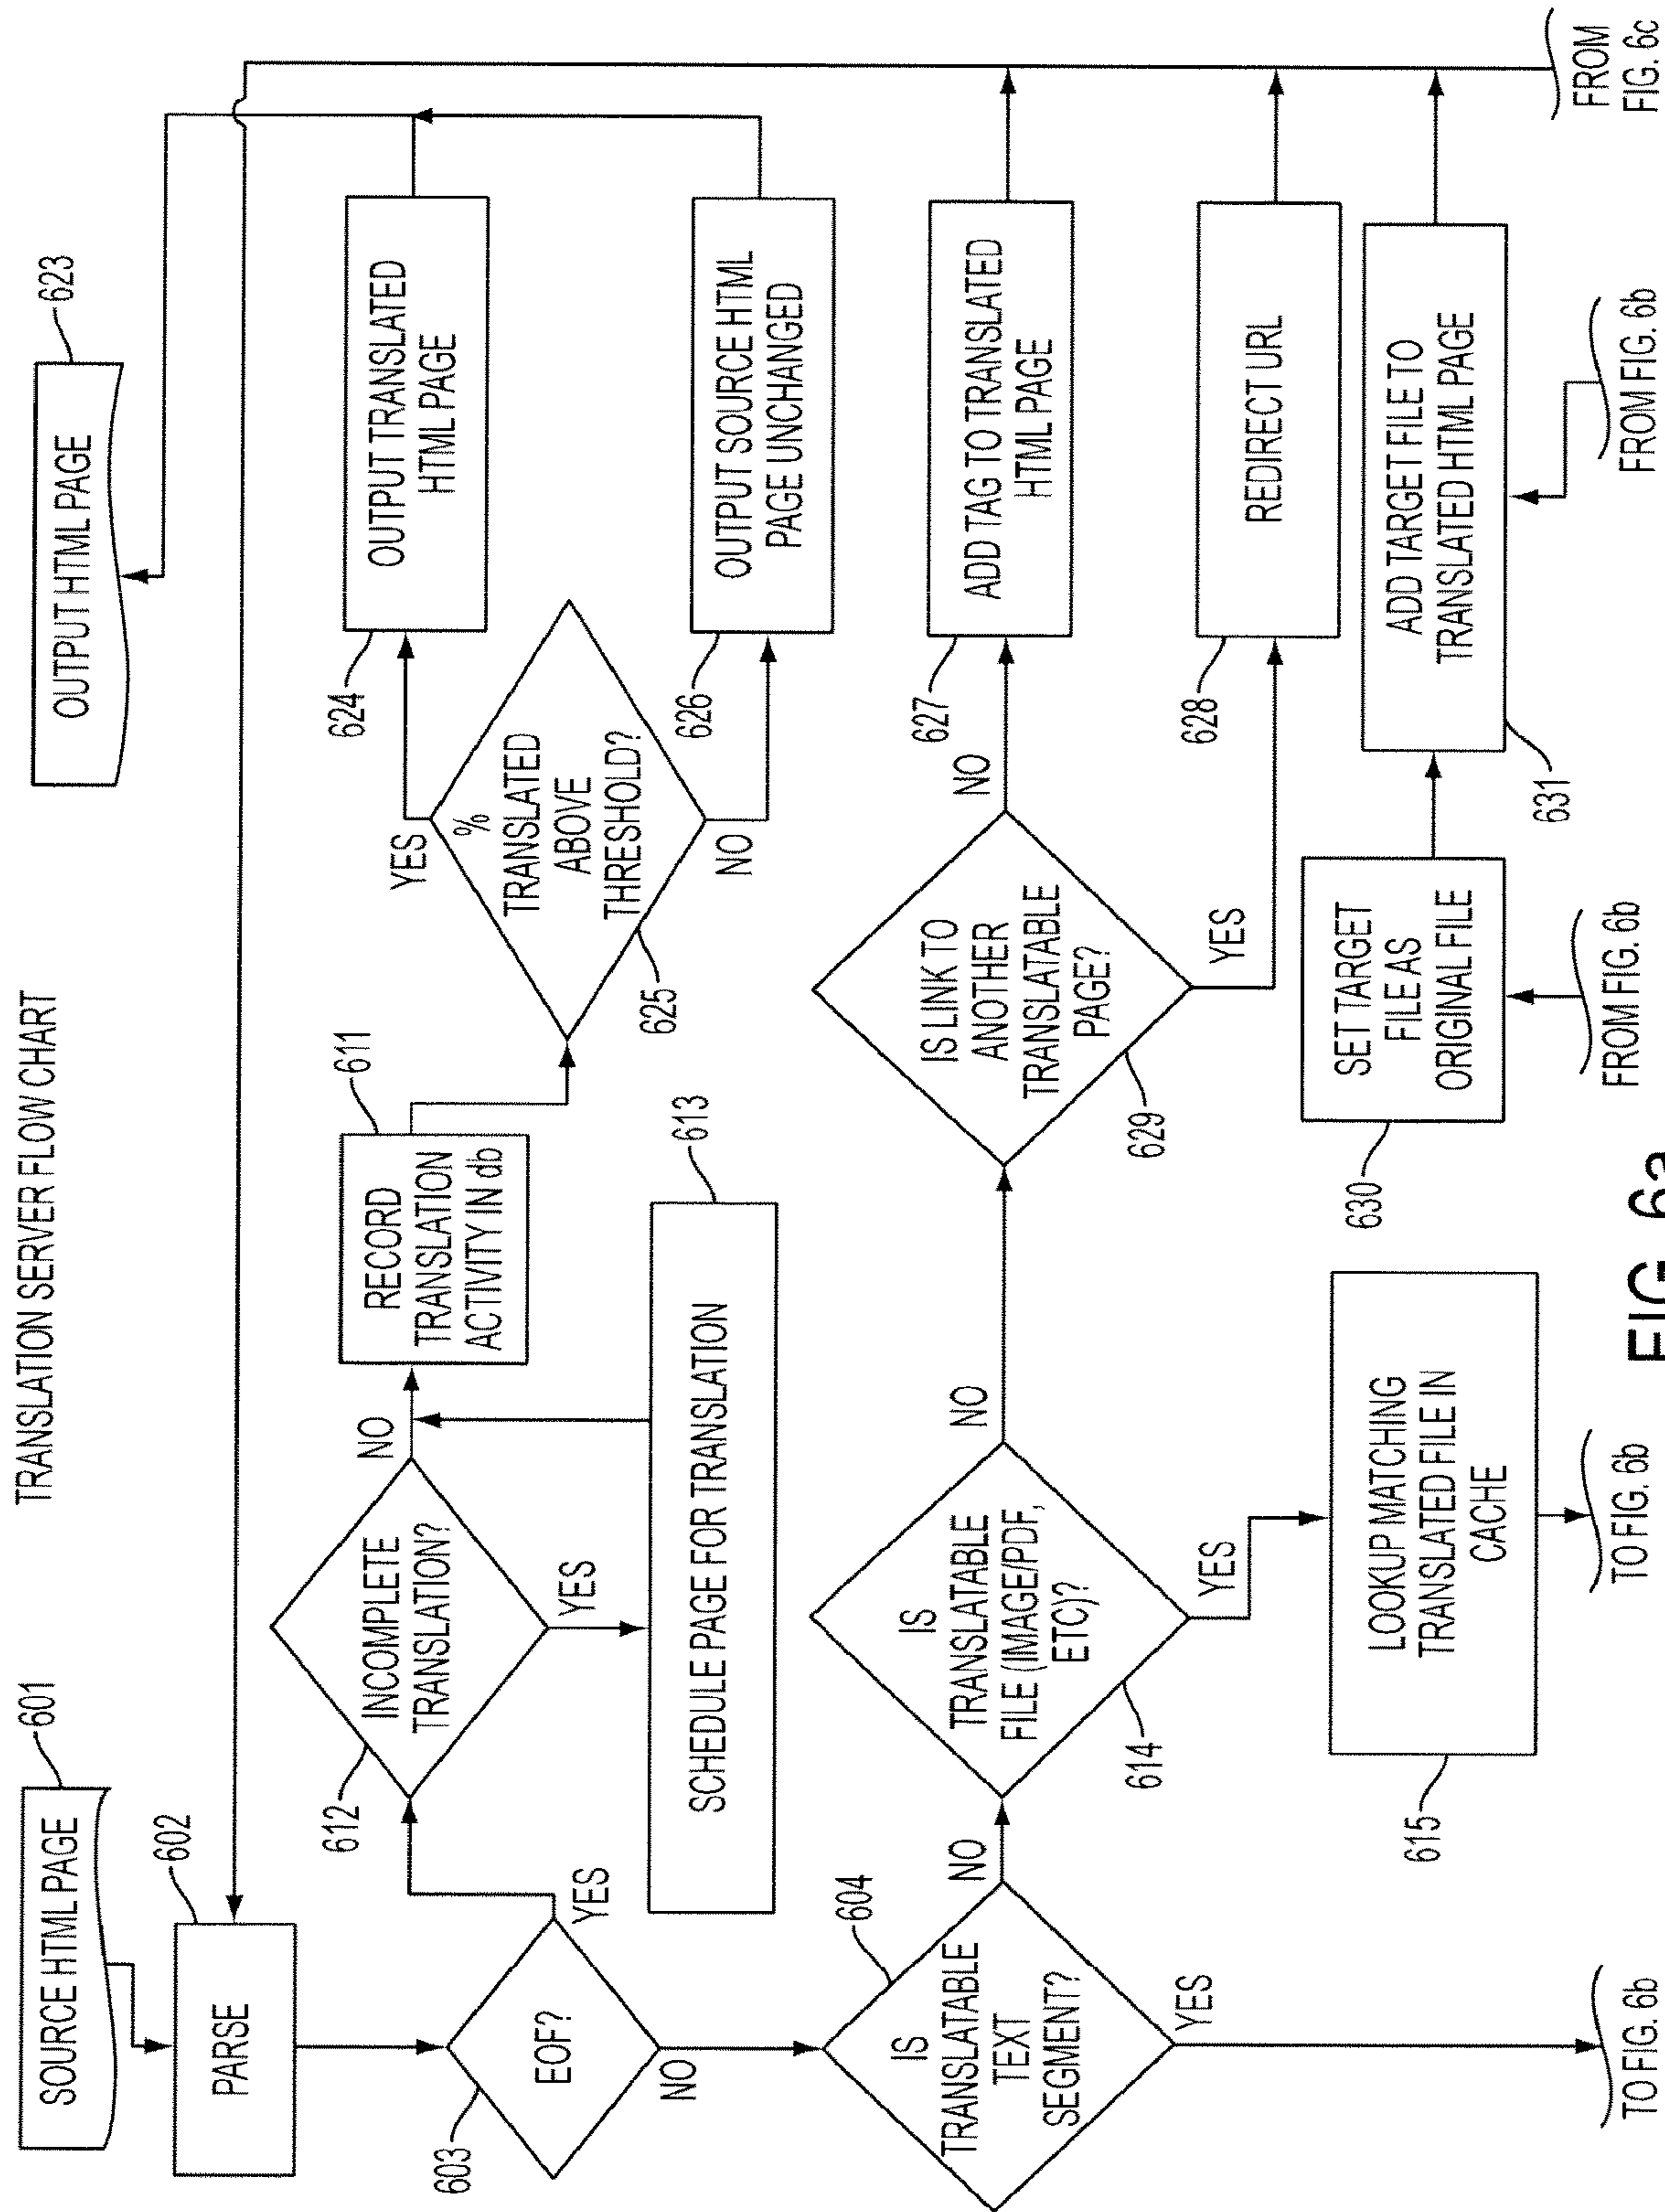 TRANSLATION SERVER FLOW CHART
SOURCE HTML PAGE
601
PARSE
602
EOF?
603
YES
NO
INCOMPLETE
TRANSLATION?
612
NO
YES
RECORD
TRANSLATION
ACTIVITY IN db
611
SCHEDULE PAGE FOR TRANSLATION
613
%
TRANSLATED
ABOVE
THRESHOLD?
625
YES
NO
OUTPUT TRANSLATED
HTML PAGE
624
OUTPUT SOURCE HTML
PAGE UNCHANGED
626
OUTPUT HTML PAGE
623
IS
TRANSLATABLE
TEXT
SEGMENT?
604
NO
YES
TO FIG. 6b
IS
TRANSLATABLE
FILE (IMAGE/PDF,
ETC)?
614
NO
YES
LOOKUP MATCHING
TRANSLATED FILE IN
CACHE
615
TO FIG. 6b
IS LINK TO
ANOTHER
TRANSLATABLE
PAGE?
629
NO
YES
ADD TAG TO TRANSLATED
HTML PAGE
627
REDIRECT URL
628
SET TARGET
FILE AS
ORIGINAL FILE
630
FROM FIG. 6b
ADD TARGET FILE TO
TRANSLATED HTML PAGE
631
FROM FIG. 6b
FROM
FIG. 6c
FIG. 6a